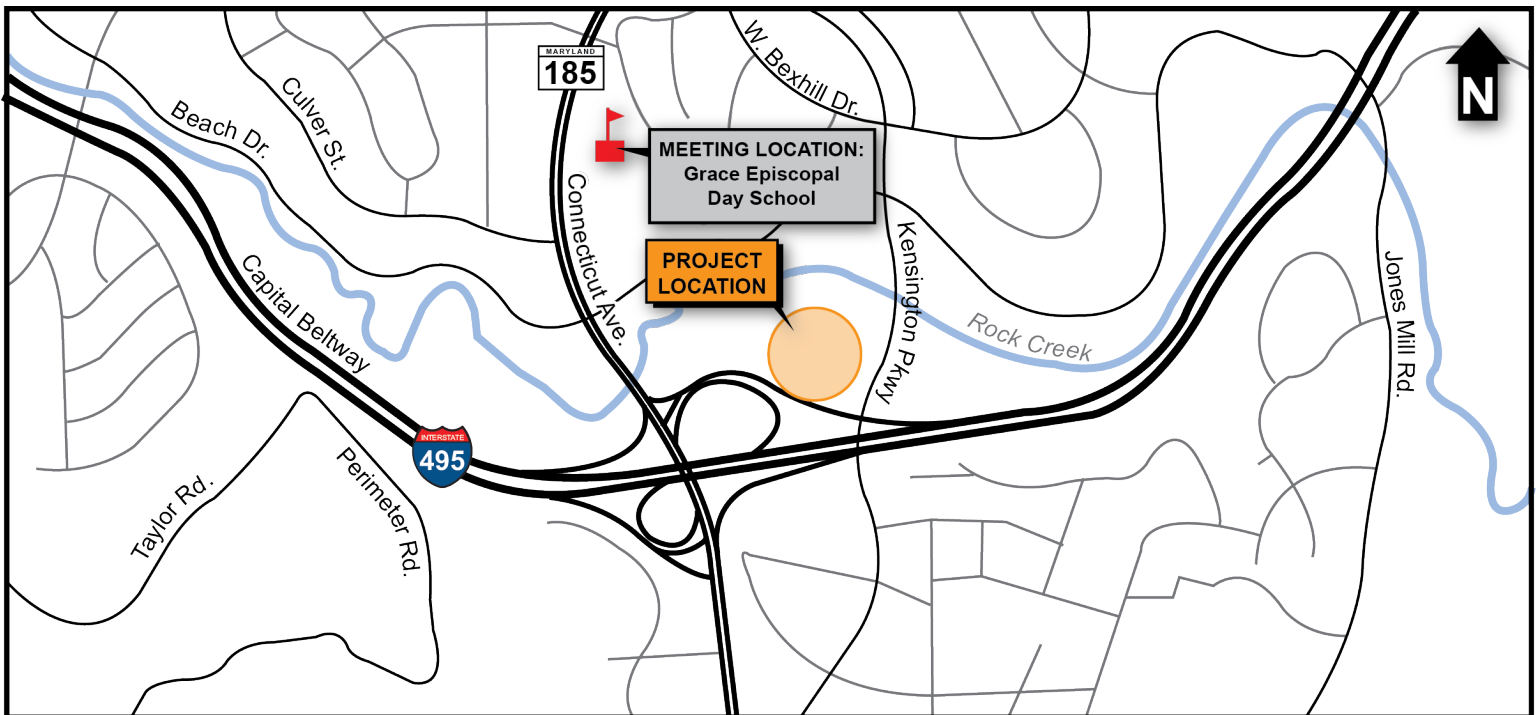 MARYLAND
185
W. Bexhill Dr.
N
Culver St.
Beach Dr.
MEETING LOCATION:
Grace Episcopal
Day School
Connecticut Ave.
Kensington Pkwy
PROJECT
LOCATION
Capital Beltway
Rock Creek
Jones Mill Rd.
INTERSTATE
495
Taylor Rd.
Perimeter Rd.